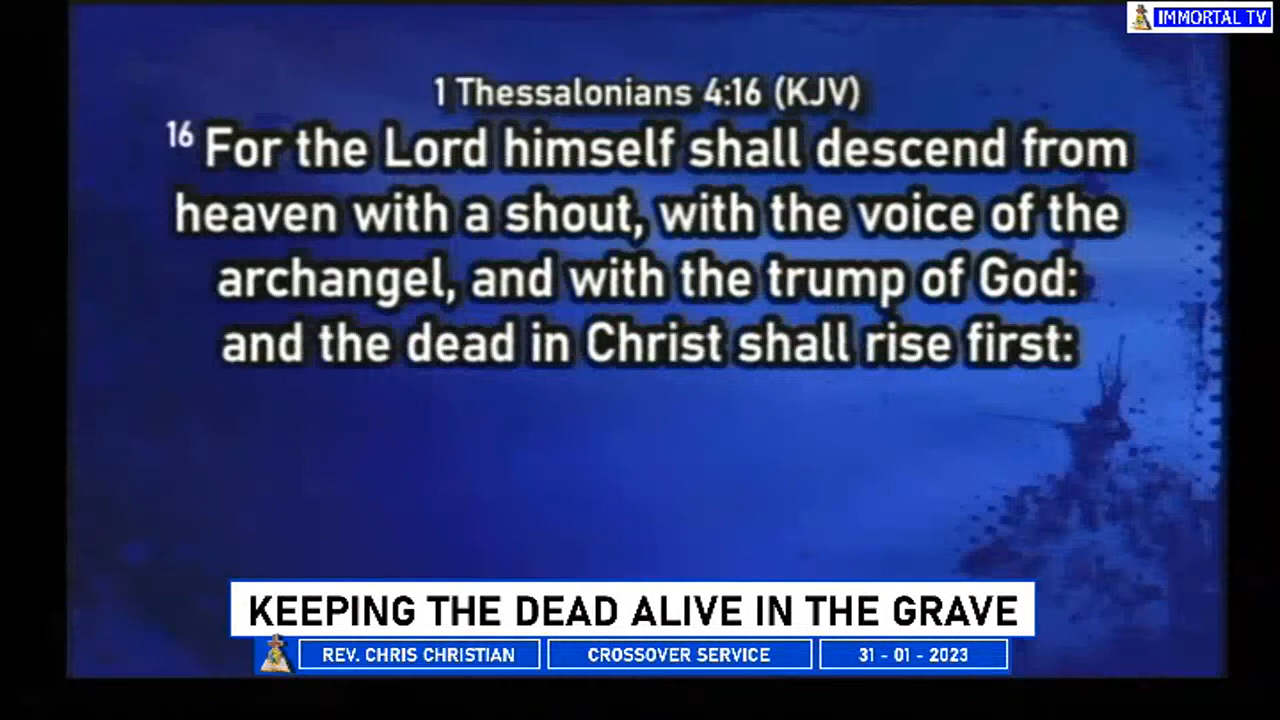 IMMORTAL TV
1 Thessalonians 4:16 (KJV)
16 For the Lord himself shall descend from
heaven with a shout, with the voice of the
archangel, and with the trump of God:
and the dead in Christ shall rise first:
KEEPING THE DEAD ALIVE IN THE GRAVE
REV. CHRIS CHRISTIAN
CROSSOVER SERVICE
31 - 01 - 2023